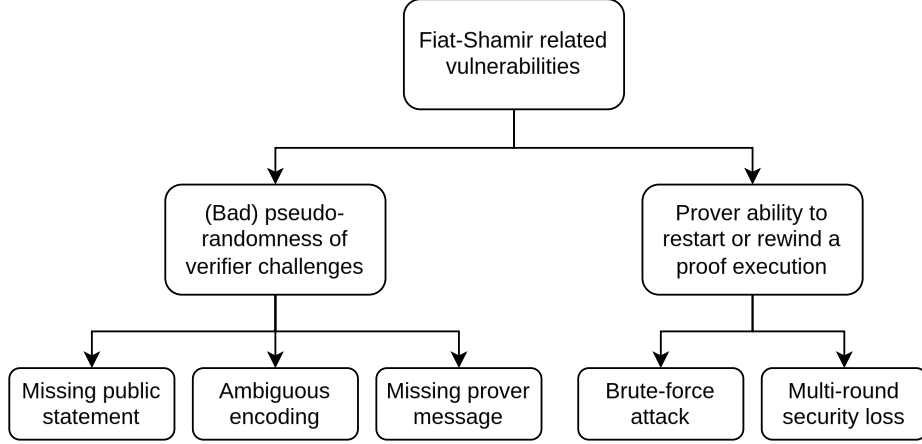 Fiat-Shamir related
vulnerabilities
(Bad) pseudo-
randomness of
verifier challenges
Prover ability to
restart or rewind a
proof execution
Missing public
statement
Ambiguous
encoding
Missing prover
message
Brute-force
attack
Multi-round
security loss